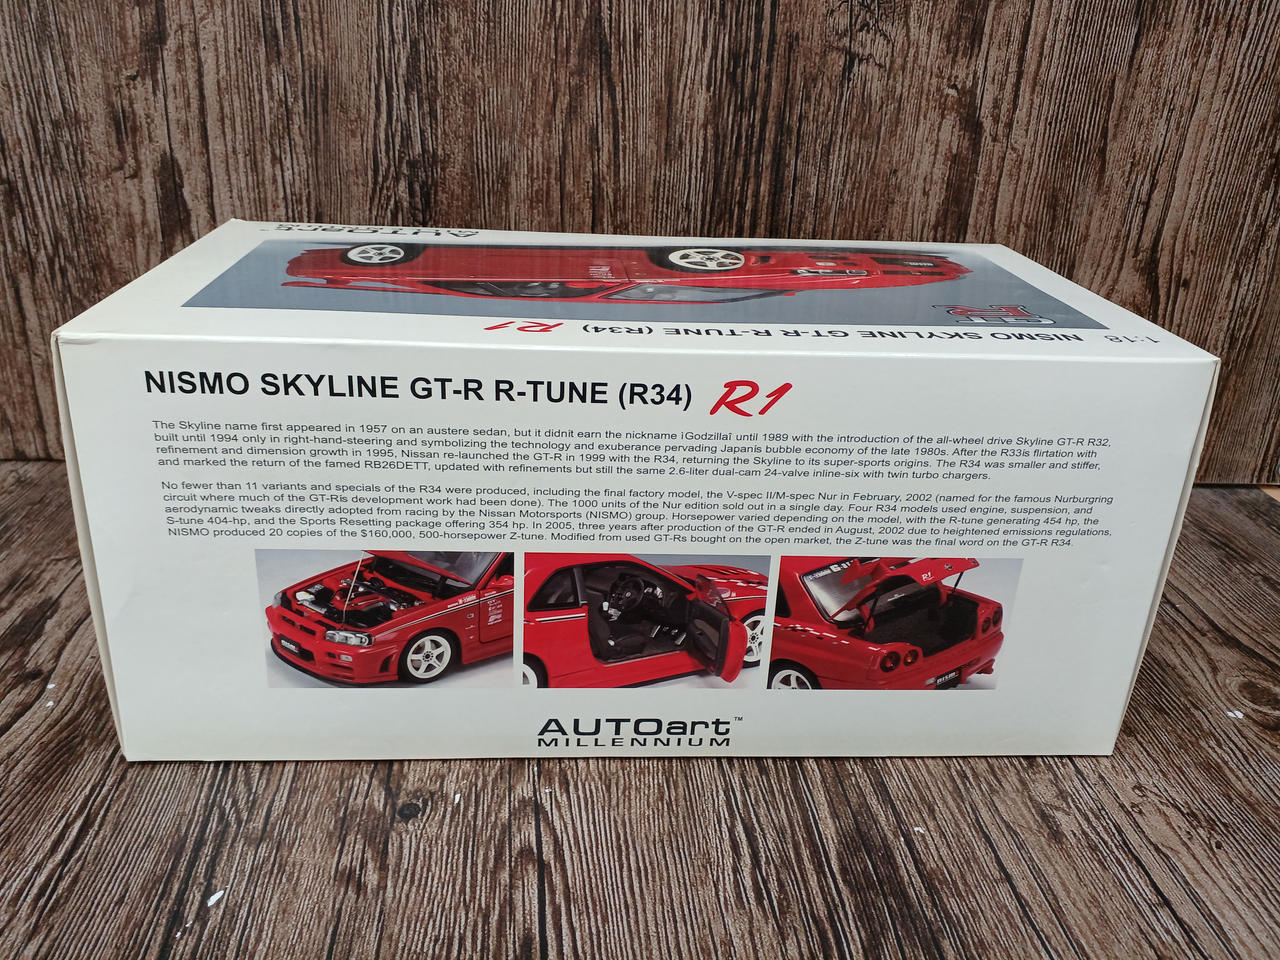 AUTOart
MILLENNIUM
GT-R
1:18 NISMO SKYLINE GT-R R-TUNE (R34) R1
NISMO SKYLINE GT-R R-TUNE (R34) R1
The Skyline name first appeared in 1957 on an austere sedan, but it didnit earn the nickname ¡Godzillaî until 1989 with the introduction of the all-wheel drive Skyline GT-R R32,
built until 1994 only in right-hand-steering and symbolizing the technology and exuberance pervading Japanís bubble economy of the late 1980s. After the R33ís flirtation with
refinement and dimension growth in 1995, Nissan re-launched the GT-R in 1999 with the R34, returning the Skyline to its super-sports origins. The R34 was smaller and stiffer,
and marked the return of the famed RB26DETT, updated with refinements but still the same 2.6-liter dual-cam 24-valve inline-six with twin turbo chargers.
No fewer than 11 variants and specials of the R34 were produced, including the final factory model, the V-spec II/M-spec Nur in February, 2002 (named for the famous Nurburgring
circuit where much of the GT-Rís development work had been done). The 1000 units of the Nur edition sold out in a single day. Four R34 models used engine, suspension, and
aerodynamic tweaks directly adopted from racing by the Nissan Motorsports (NISMO) group. Horsepower varied depending on the model, with the R-tune generating 454 hp, the
S-tune 404-hp, and the Sports Resetting package offering 354 hp. In 2005, three years after production of the GT-R ended in August, 2002 due to heightened emissions regulations,
NISMO produced 20 copies of the $160,000, 500-horsepower Z-tune. Modified from used GT-Rs bought on the open market, the Z-tune was the final word on the GT-R R34.
nismo
R1
nismo
AUTOart™
MILLENNIUM